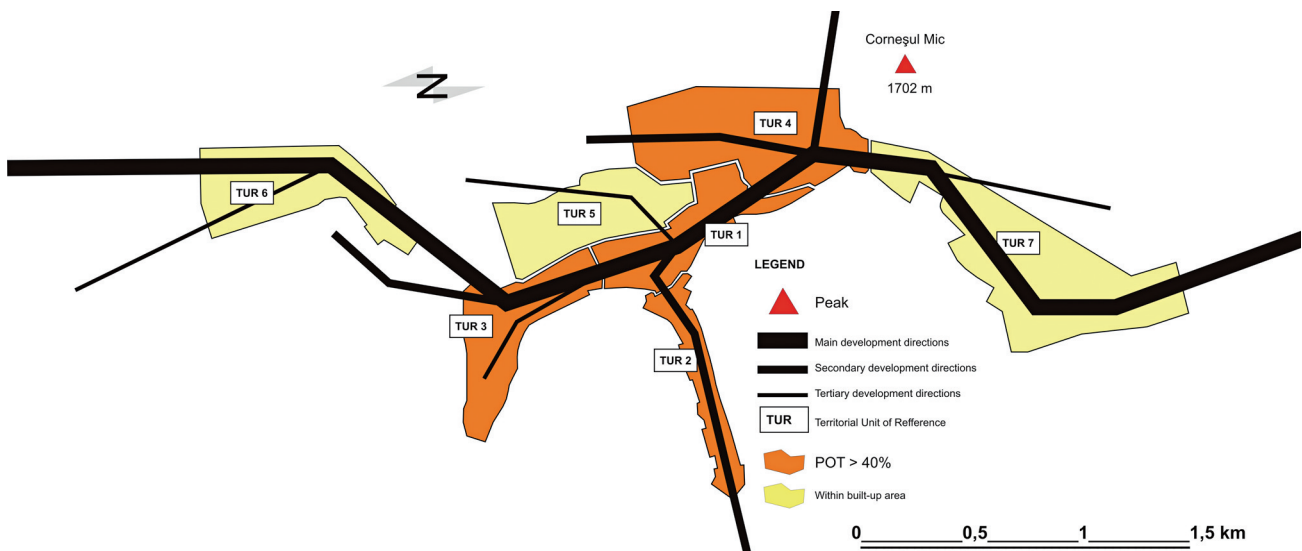 Corneşul Mic
1702 m
N
TUR 4
TUR 6
TUR 5
TUR 1
TUR 7
TUR 3
TUR 2
LEGEND
Peak
Main development directions
Secondary development directions
Tertiary development directions
TUR Territorial Unit of Refference
POT > 40%
Within built-up area
0 0,5 1 1,5 km